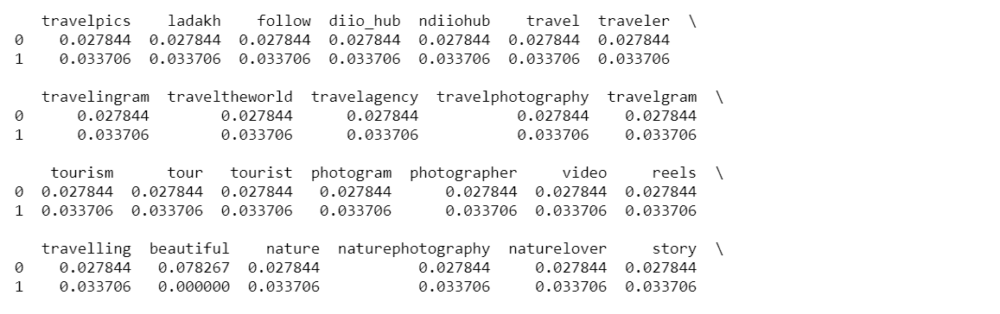 travelpics ladakh follow diio_hub ndiiohub travel traveler \
0 0.027844 0.027844 0.027844 0.027844 0.027844 0.027844 0.027844
1 0.033706 0.033706 0.033706 0.033706 0.033706 0.033706 0.033706
travelingram traveltheworld travelagency travelphotography travelgram \
0 0.027844 0.027844 0.027844 0.027844 0.027844
1 0.033706 0.033706 0.033706 0.033706 0.033706
tourism tour tourist photogram photographer video reels \
0 0.027844 0.027844 0.027844 0.027844 0.027844 0.027844 0.027844
1 0.033706 0.033706 0.033706 0.033706 0.033706 0.033706 0.033706
travelling beautiful nature naturephotography naturelover story \
0 0.027844 0.078267 0.027844 0.027844 0.027844 0.027844
1 0.033706 0.000000 0.033706 0.033706 0.033706 0.033706